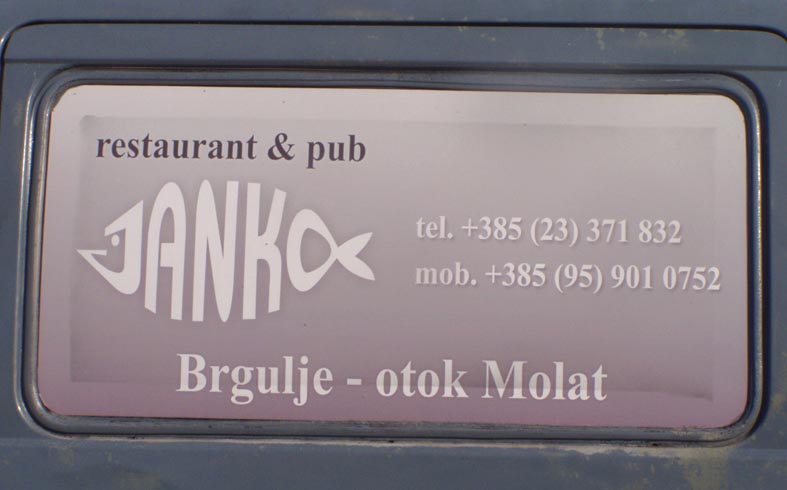 restaurant & pub
JANKO
tel. +385 (23) 371 832
mob. +385 (95) 901 0752
Brgulje - otok Molat